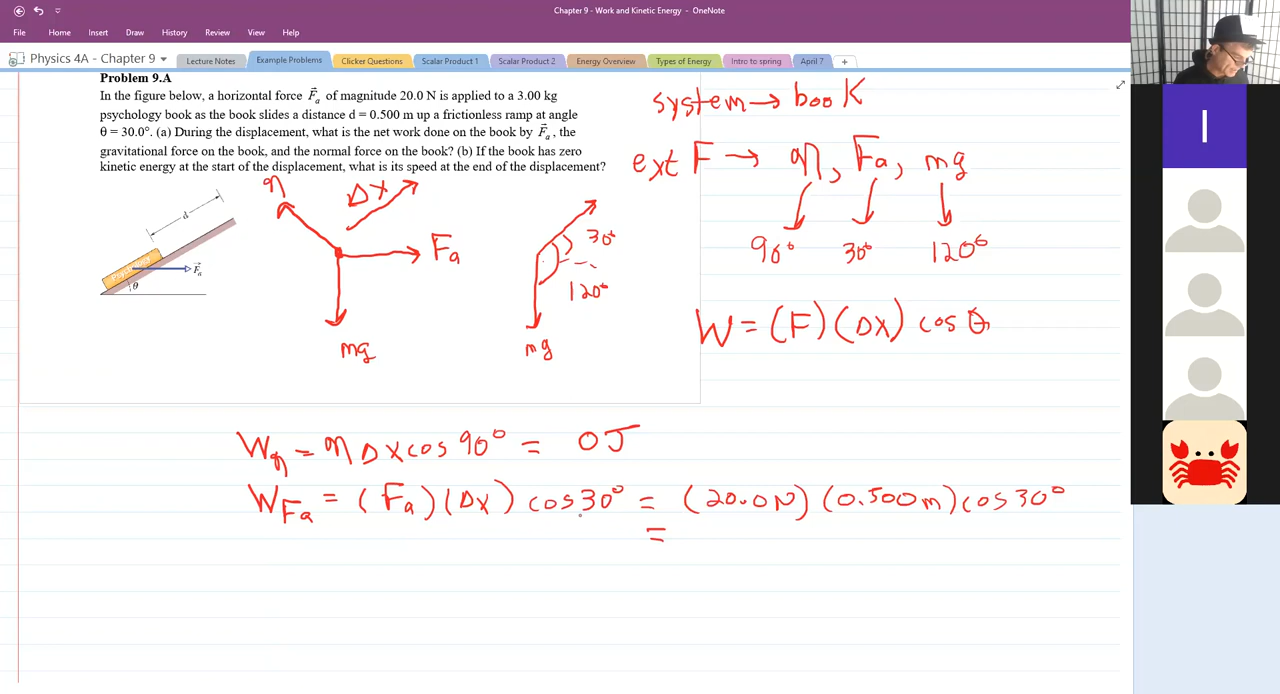 Chapter 9 - Work and Kinetic Energy - OneNote
File Home Insert Draw History Review View Help
Physics 4A - Chapter 9 Lecture Notes Example Problems Clicker Questions Scalar Product 1 Scalar Product 2 Energy Overview Types of Energy Intro to spring April 7 +
Problem 9.A
In the figure below, a horizontal force F⃗a of magnitude 20.0 N is applied to a 3.00 kg
psychology book as the book slides a distance d = 0.500 m up a frictionless ramp at angle
θ = 30.0°. (a) During the displacement, what is the net work done on the book by F⃗a, the
gravitational force on the book, and the normal force on the book? (b) If the book has zero
kinetic energy at the start of the displacement, what is its speed at the end of the displacement?
d
Psychology
F⃗a
θ
η
Δx
Fa
mg
30°
120°
mg
system → book
ext F → η, Fa, mg
90° 30° 120°
W = (F)(Δx) cos θ
Wη = η Δx cos 90° = 0J
WFa = (Fa)(Δx) cos30° = (20.0N)(0.500m) cos30°
=
I